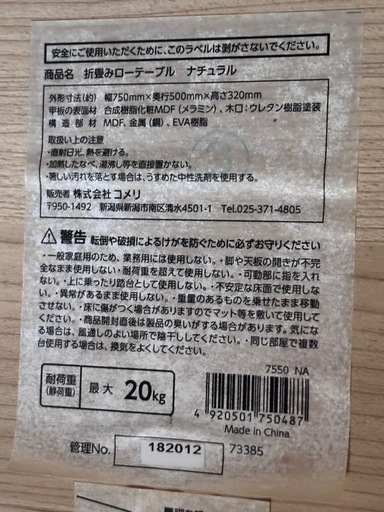 安全にご使用いただくために、このラベルは剥がさないでください。
商品名 折畳みローテーブル ナチュラル
外形寸法(約) 幅750mm×奥行500mm×高さ320mm
甲板の表面材 合成樹脂化粧MDF(メラミン)、木口:ウレタン樹脂塗装
構造部材 MDF、金属(鋼)、EVA樹脂
取扱い上の注意
・直射日光、熱を避ける。
・加熱したなべ、湯沸し等を直接置かない。
・著しい汚れを落とす場合は、うすめた中性洗剤を使用する。
販売者 株式会社コメリ
〒950-1492 新潟県新潟市南区清水4501-1 Tel.025-371-4805
警告 転倒や破損によるけがを防ぐために必ずお守りください
・一般家庭用のため、業務用には使用しない。・脚や天板の開きが不完
全なまま使用しない・耐荷重を超えて使用しない。・可動部に指を入れ
ない。・上に乗ったり踏台として使用しない。・不安定な床面で使用しな
い。・異常があるまま使用しない。・重量のあるものを乗せたまま移動
させない。・床に傷がつく場合がありますのでマット等を敷いて使用して
ください。・商品開封直後は製品の臭いがする場合があります。気にな
る場合は、風通しのよい場所で陰干ししてください。・同じ部屋で複数
台使用する場合は、換気をよくしてください。
7550 NA
耐荷重
(静荷重)
最大 20kg
4 920501 750487
Made in China
管理No. 182012 73385